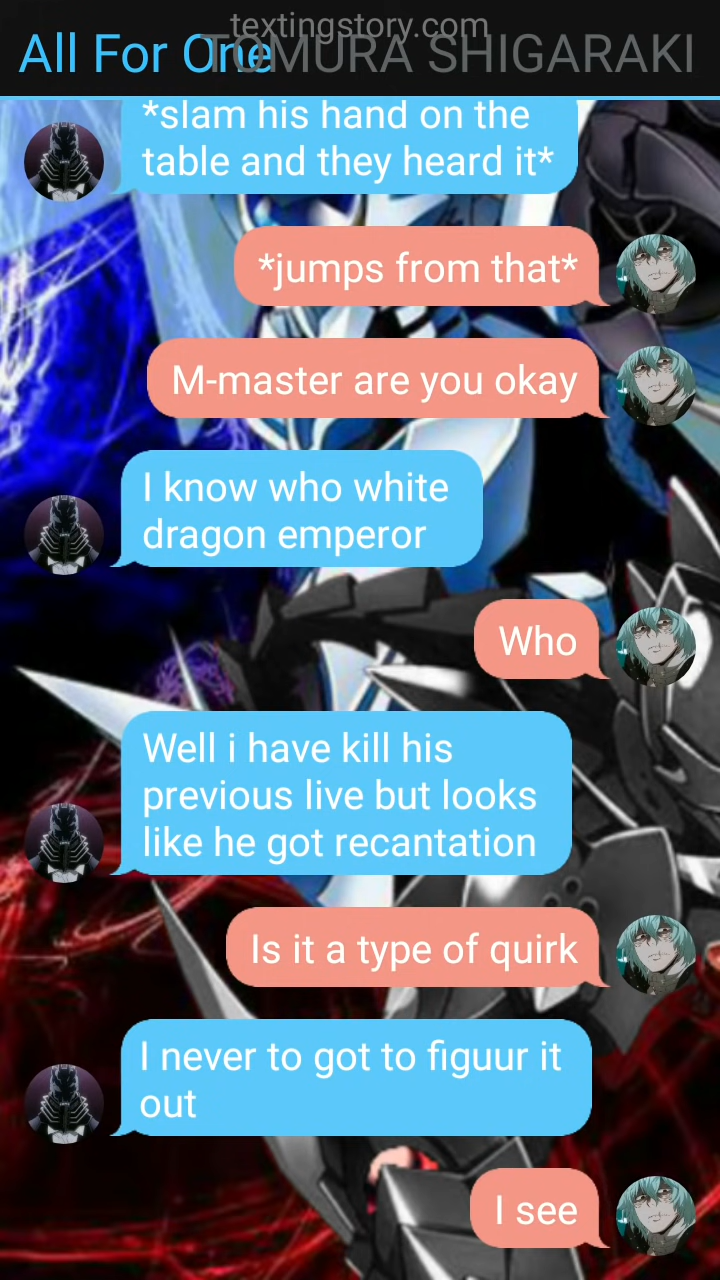 textingstory.com
All For One
TOMURA SHIGARAKI
*slam his hand on the
table and they heard it*
*jumps from that*
M-master are you okay
I know who white
dragon emperor
Who
Well i have kill his
previous live but looks
like he got recantation
Is it a type of quirk
I never to got to figuur it
out
I see